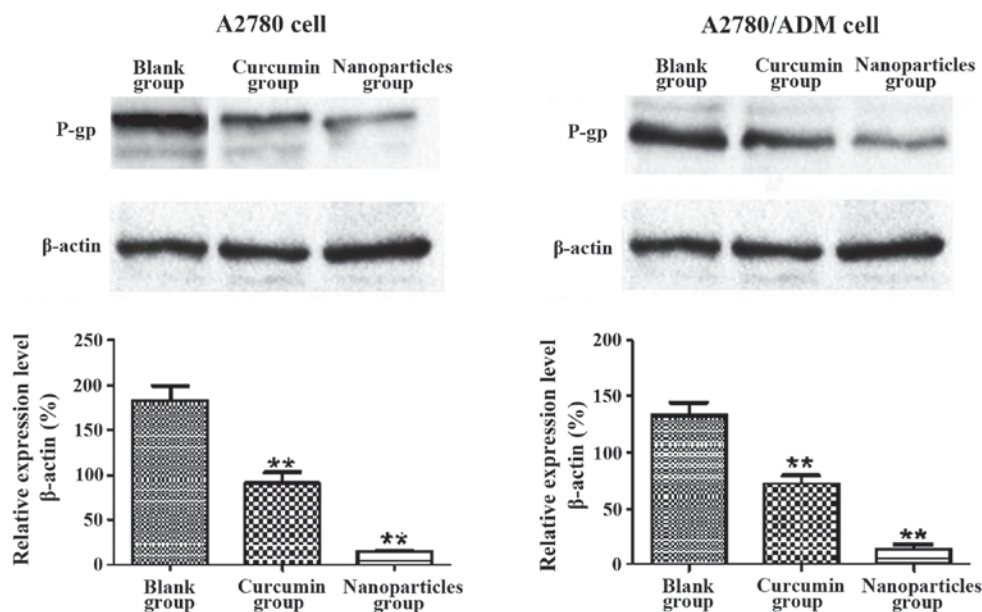 A2780 cell
Blank group
Curcumin group
Nanoparticles group
P-gp
β-actin
Relative expression level
β-actin (%)
250
200
150
100
50
0
**
**
Blank group
Curcumin group
Nanoparticles group
A2780/ADM cell
Blank group
Curcumin group
Nanoparticles group
P-gp
β-actin
Relative expression level
β-actin (%)
200
150
100
50
0
**
**
Blank group
Curcumin group
Nanoparticles group